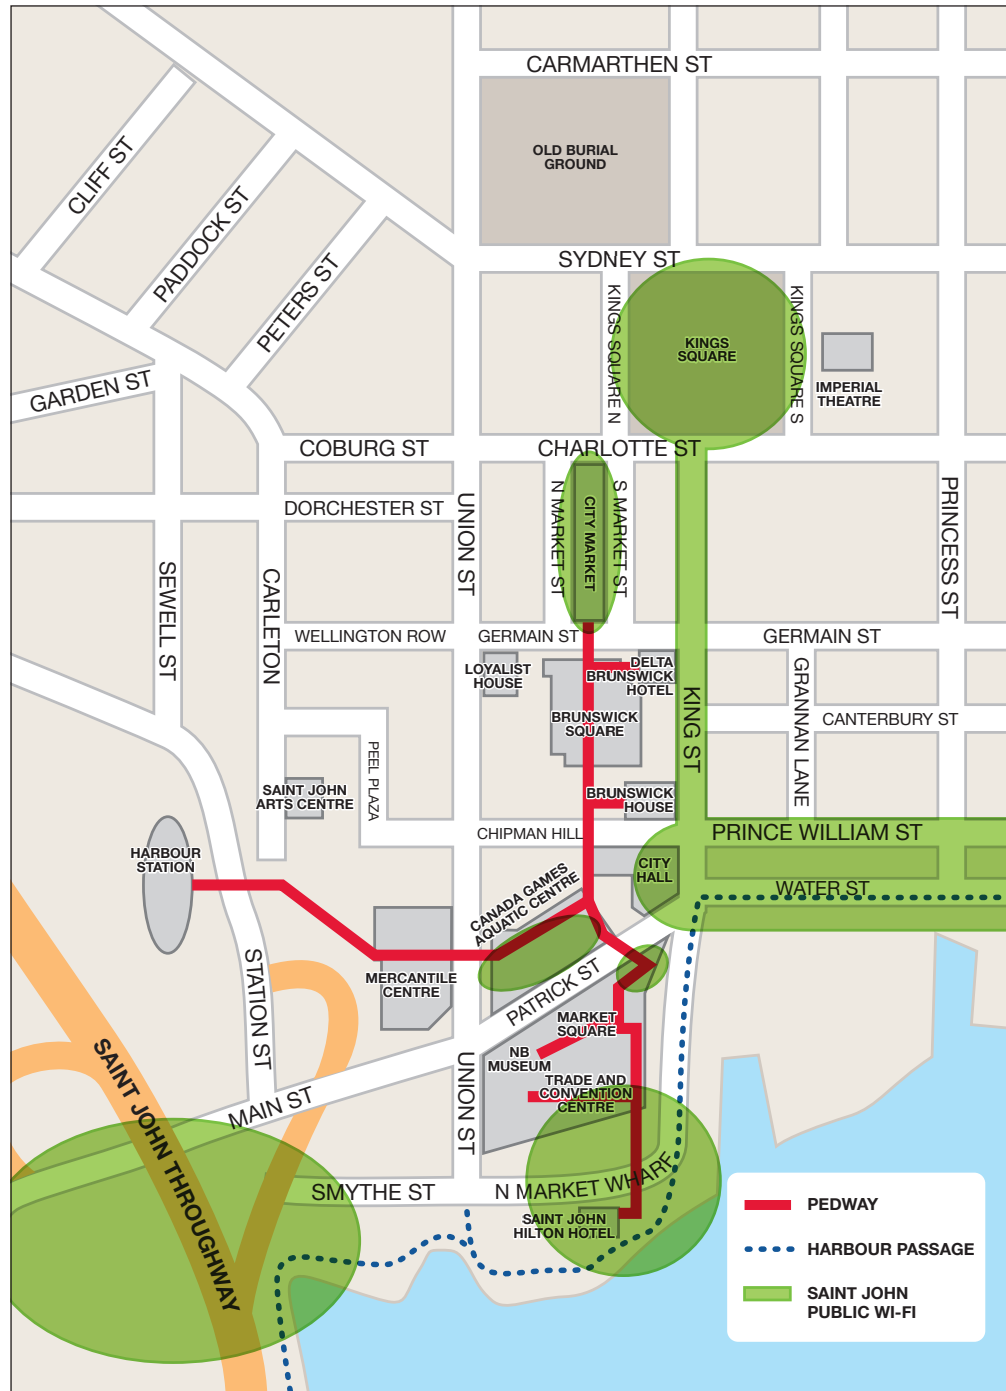 CARMARTHEN ST
CLIFF ST
OLD BURIAL
GROUND
PADDOCK ST
SYDNEY ST
PETERS ST
KINGS SQUARE N
KINGS
SQUARE
KINGS SQUARE S
IMPERIAL
THEATRE
GARDEN ST
COBURG ST
CHARLOTTE ST
DORCHESTER ST
UNION ST
N MARKET ST
CITY MARKET
S MARKET ST
PRINCESS ST
SEWELL ST
CARLETON
WELLINGTON ROW
GERMAIN ST
GERMAIN ST
LOYALIST
HOUSE
DELTA
BRUNSWICK
HOTEL
BRUNSWICK
SQUARE
KING ST
GRANNAN LANE
CANTERBURY ST
PEEL PLAZA
SAINT JOHN
ARTS CENTRE
BRUNSWICK
HOUSE
CHIPMAN HILL
PRINCE WILLIAM ST
HARBOUR
STATION
CITY
HALL
WATER ST
CANADA GAMES
AQUATIC CENTRE
MERCANTILE
CENTRE
STATION ST
PATRICK ST
MARKET
SQUARE
NB
MUSEUM
TRADE AND
CONVENTION
CENTRE
UNION ST
MAIN ST
SAINT JOHN THROUGHWAY
SMYTHE ST
N MARKET WHARF
SAINT JOHN
HILTON HOTEL
PEDWAY
HARBOUR PASSAGE
SAINT JOHN
PUBLIC WI-FI